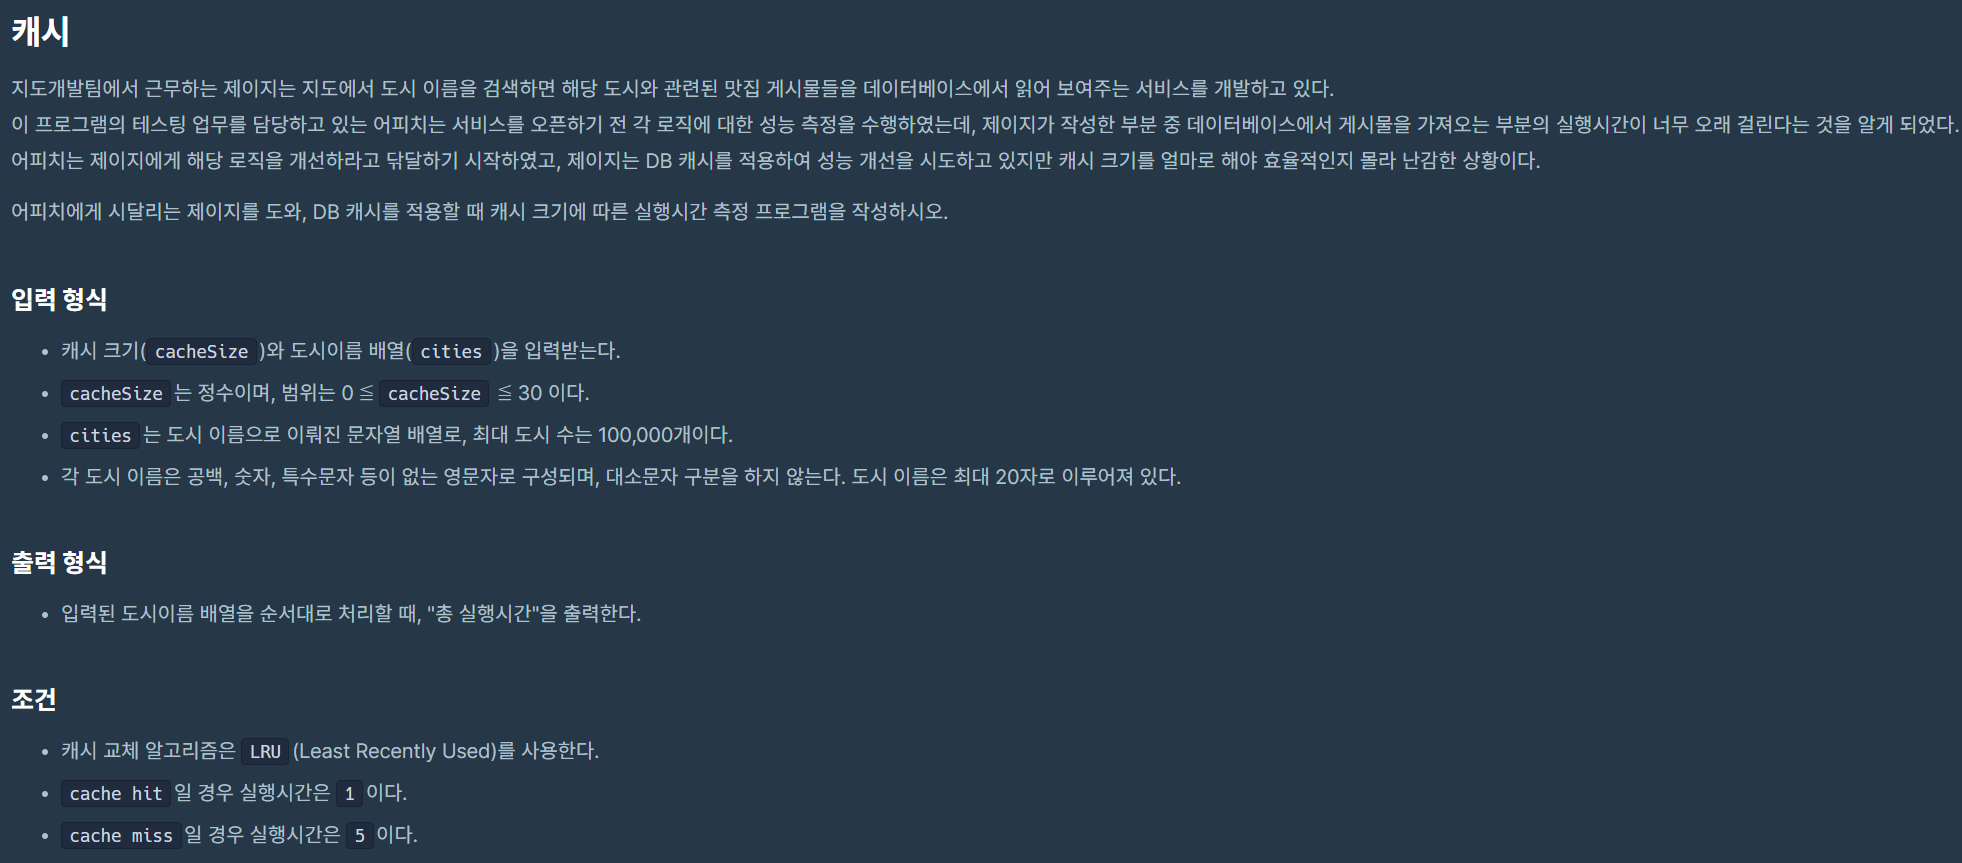 캐시
지도개발팀에서 근무하는 제이지는 지도에서 도시 이름을 검색하면 해당 도시와 관련된 맛집 게시물들을 데이터베이스에서 읽어 보여주는 서비스를 개발하고 있다.
이 프로그램의 테스팅 업무를 담당하고 있는 어피치는 서비스를 오픈하기 전 각 로직에 대한 성능 측정을 수행하였는데, 제이지가 작성한 부분 중 데이터베이스에서 게시물을 가져오는 부분의 실행시간이 너무 오래 걸린다는 것을 알게 되었다.
어피치는 제이지에게 해당 로직을 개선하라고 닦달하기 시작하였고, 제이지는 DB 캐시를 적용하여 성능 개선을 시도하고 있지만 캐시 크기를 얼마로 해야 효율적인지 몰라 난감한 상황이다.
어피치에게 시달리는 제이지를 도와, DB 캐시를 적용할 때 캐시 크기에 따른 실행시간 측정 프로그램을 작성하시오.
입력 형식
• 캐시 크기(cacheSize)와 도시이름 배열(cities)을 입력받는다.
• cacheSize는 정수이며, 범위는 0 ≦ cacheSize ≦ 30 이다.
• cities는 도시 이름으로 이뤄진 문자열 배열로, 최대 도시 수는 100,000개이다.
• 각 도시 이름은 공백, 숫자, 특수문자 등이 없는 영문자로 구성되며, 대소문자 구분을 하지 않는다. 도시 이름은 최대 20자로 이루어져 있다.
출력 형식
• 입력된 도시이름 배열을 순서대로 처리할 때, "총 실행시간"을 출력한다.
조건
• 캐시 교체 알고리즘은 LRU(Least Recently Used)를 사용한다.
• cache hit일 경우 실행시간은 1이다.
• cache miss일 경우 실행시간은 5이다.